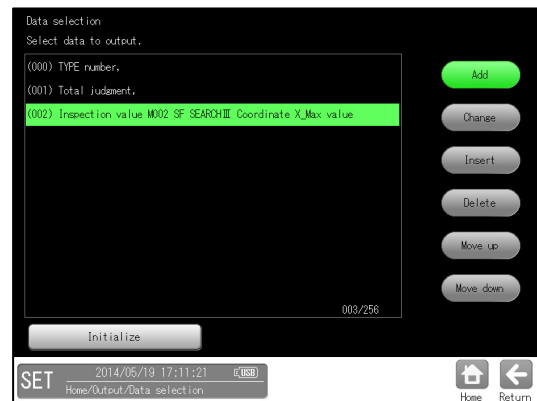 Data selection
Select data to output.
(000) TYPE number,
(001) Total judgment,
(002) Inspection value M002 SF SEARCHⅢ Coordinate X_Max value
003/256
Add
Change
Insert
Delete
Move up
Move down
Initialize
SET
2014/05/19 17:11:21
USB
Home/Output/Data selection
Home
Return